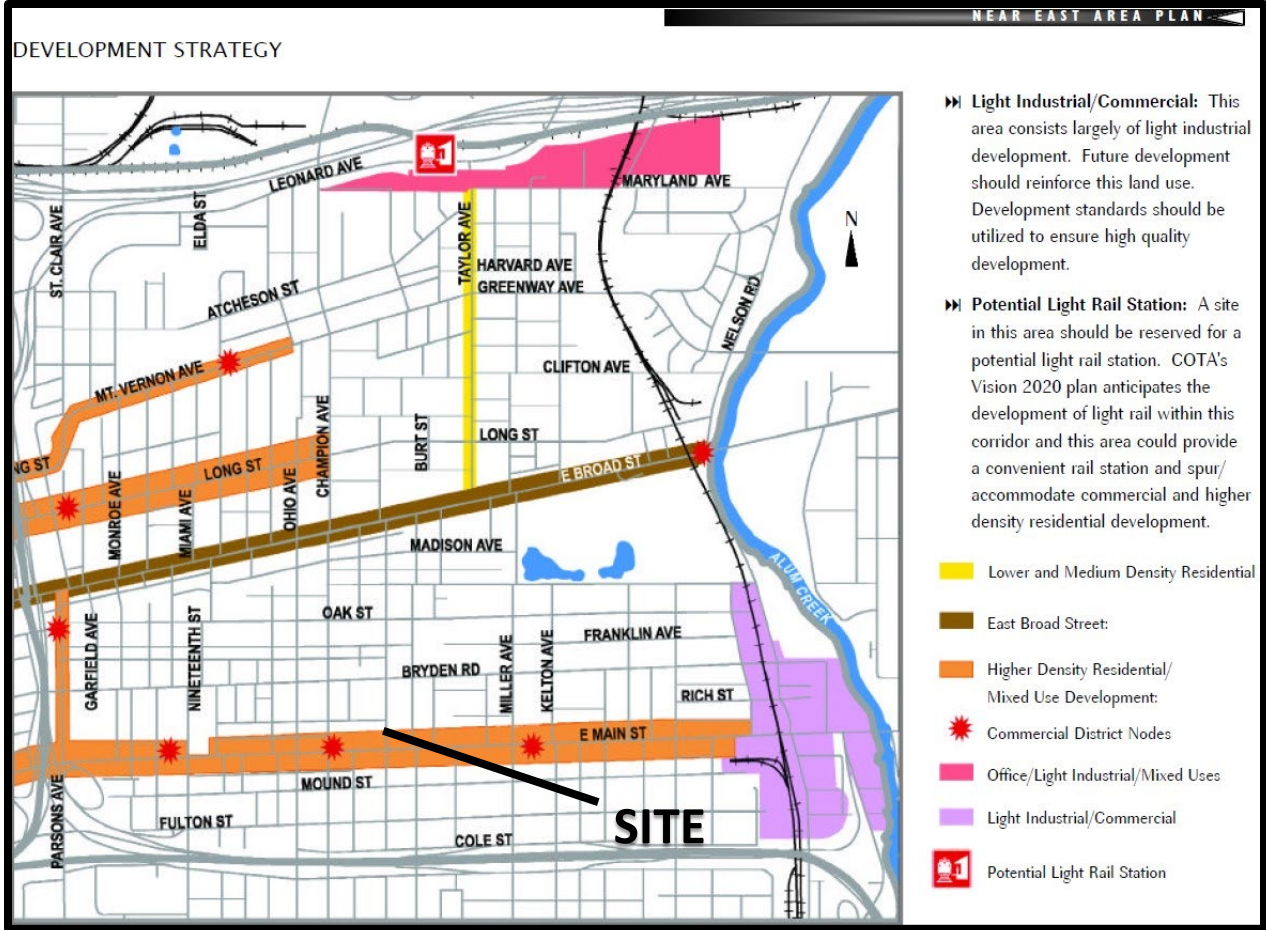 NEAR EAST AREA PLAN
DEVELOPMENT STRATEGY
LEONARD AVE
MARYLAND AVE
ST. CLAIR AVE
ELDA ST
TAYLOR AVE
N
HARVARD AVE
GREENWAY AVE
ATCHESON ST
NELSON RD
MT. VERNON AVE
CLIFTON AVE
CHAMPION AVE
BURT ST
LONG ST
NG ST
LONG ST
E BROAD ST
MONROE AVE
MIAMI AVE
OHIO AVE
MADISON AVE
ALUM CREEK
OAK ST
FRANKLIN AVE
GARFIELD AVE
NINETEENTH ST
BRYDEN RD
MILLER AVE
KELTON AVE
RICH ST
E MAIN ST
MOUND ST
PARSONS AVE
FULTON ST
COLE ST
SITE
Light Industrial/Commercial: This
area consists largely of light industrial
development. Future development
should reinforce this land use.
Development standards should be
utilized to ensure high quality
development.
Potential Light Rail Station: A site
in this area should be reserved for a
potential light rail station. COTA's
Vision 2020 plan anticipates the
development of light rail within this
corridor and this area could provide
a convenient rail station and spur/
accommodate commercial and higher
density residential development.
Lower and Medium Density Residential
East Broad Street:
Higher Density Residential/
Mixed Use Development:
Commercial District Nodes
Office/Light Industrial/Mixed Uses
Light Industrial/Commercial
Potential Light Rail Station